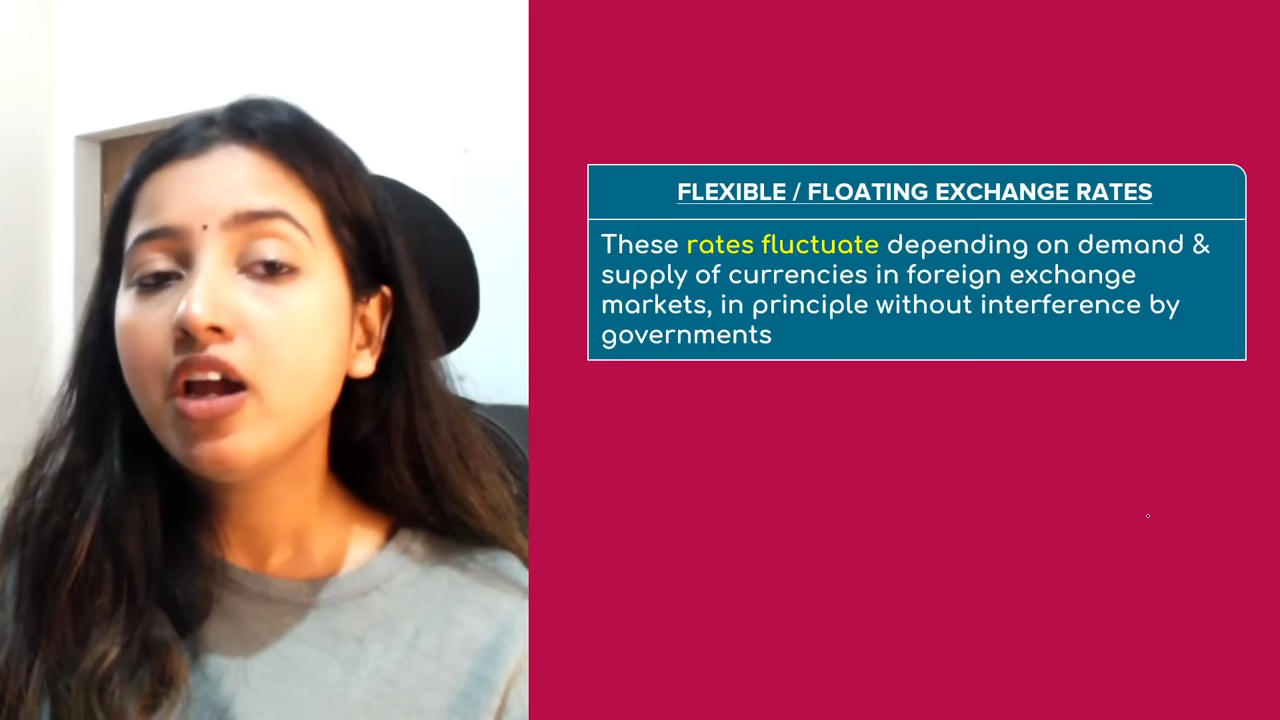 FLEXIBLE / FLOATING EXCHANGE RATES
These rates fluctuate depending on demand &
supply of currencies in foreign exchange
markets, in principle without interference by
governments